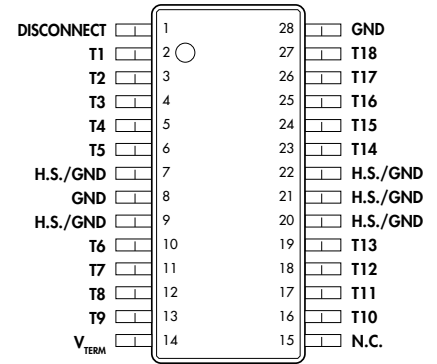 DISCONNECT 1 28 GND
T1 2 27 T18
T2 3 26 T17
T3 4 25 T16
T4 5 24 T15
T5 6 23 T14
H.S./GND 7 22 H.S./GND
GND 8 21 H.S./GND
H.S./GND 9 20 H.S./GND
T6 10 19 T13
T7 11 18 T12
T8 12 17 T11
T9 13 16 T10
VTERM 14 15 N.C.